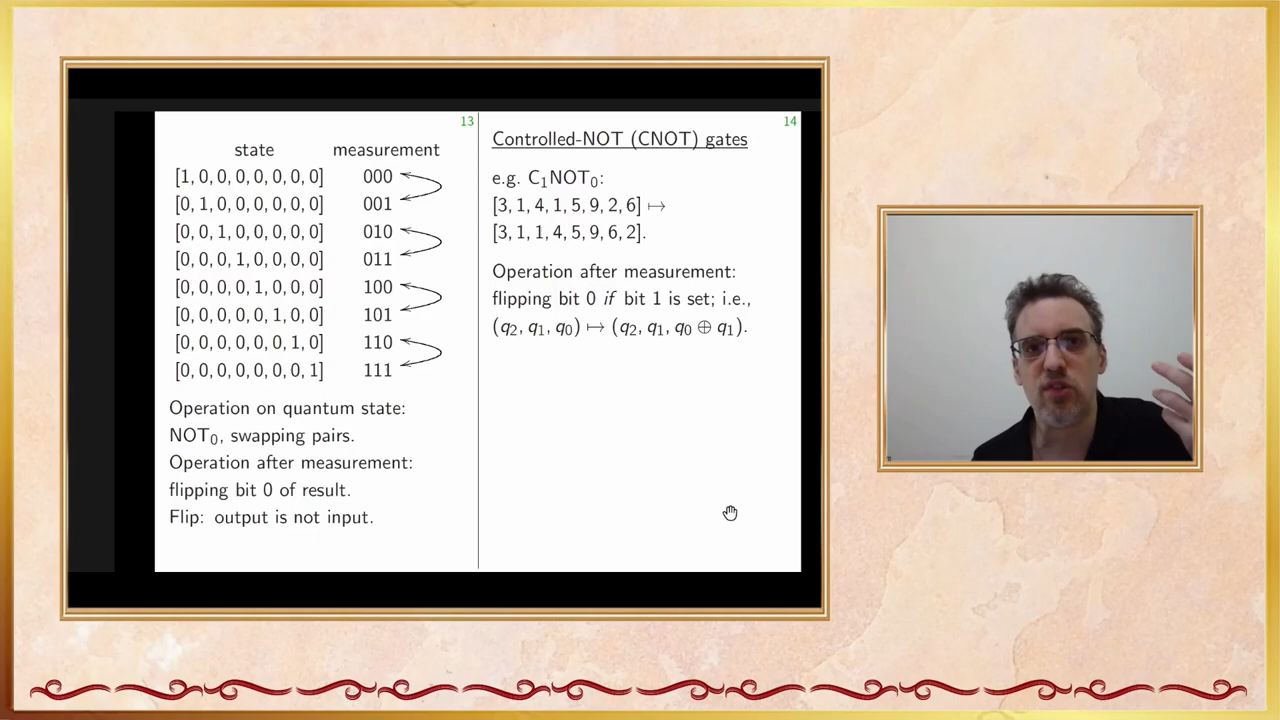 13
state measurement
[1, 0, 0, 0, 0, 0, 0, 0] 000
[0, 1, 0, 0, 0, 0, 0, 0] 001
[0, 0, 1, 0, 0, 0, 0, 0] 010
[0, 0, 0, 1, 0, 0, 0, 0] 011
[0, 0, 0, 0, 1, 0, 0, 0] 100
[0, 0, 0, 0, 0, 1, 0, 0] 101
[0, 0, 0, 0, 0, 0, 1, 0] 110
[0, 0, 0, 0, 0, 0, 0, 1] 111
Operation on quantum state:
NOT₀, swapping pairs.
Operation after measurement:
flipping bit 0 of result.
Flip: output is not input.
14
Controlled-NOT (CNOT) gates
e.g. C₁NOT₀:
[3, 1, 4, 1, 5, 9, 2, 6] ↦
[3, 1, 1, 4, 5, 9, 6, 2].
Operation after measurement:
flipping bit 0 if bit 1 is set; i.e.,
(q₂, q₁, q₀) ↦ (q₂, q₁, q₀ ⊕ q₁).